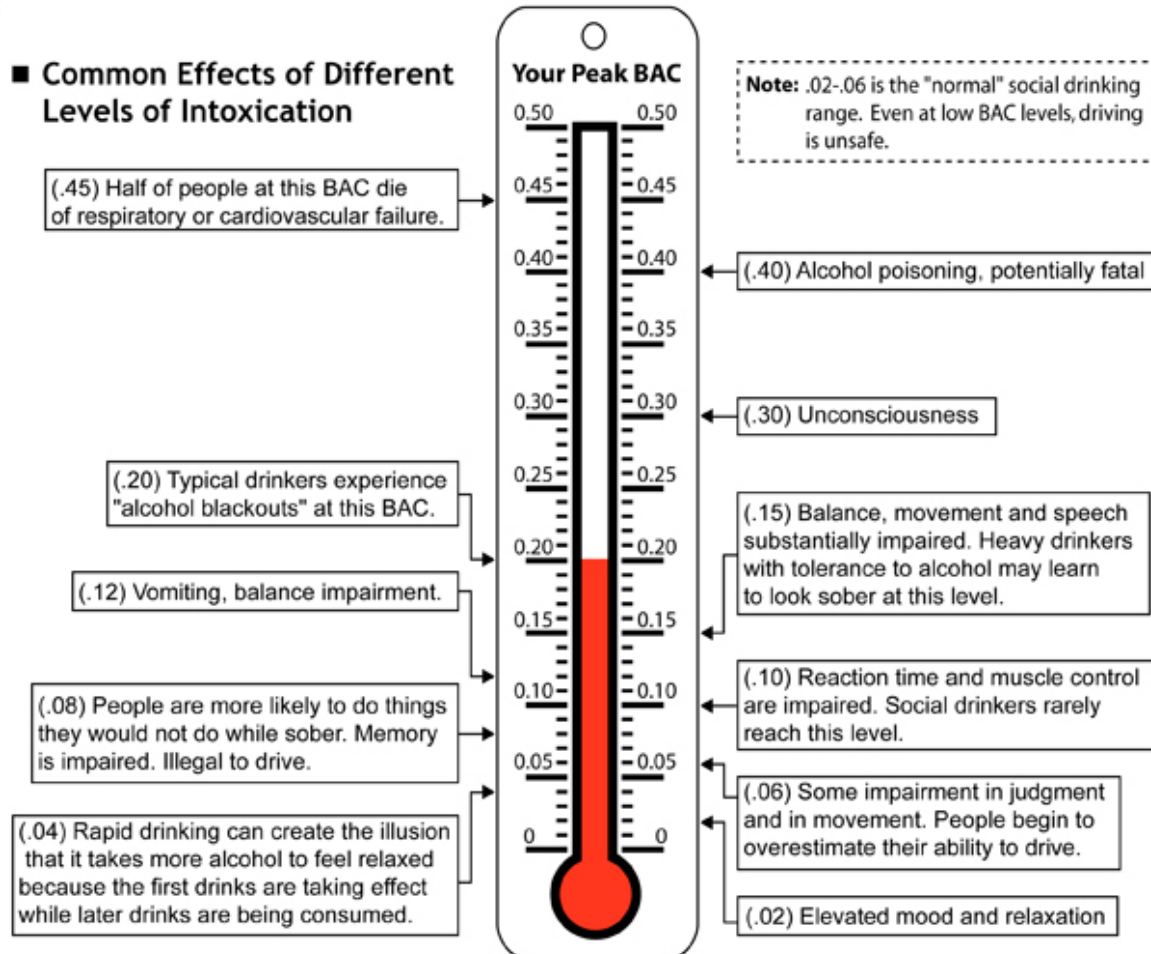 ■ Common Effects of Different
Levels of Intoxication
(.45) Half of people at this BAC die
of respiratory or cardiovascular failure.
(.20) Typical drinkers experience
"alcohol blackouts" at this BAC.
(.12) Vomiting, balance impairment.
(.08) People are more likely to do things
they would not do while sober. Memory
is impaired. Illegal to drive.
(.04) Rapid drinking can create the illusion
that it takes more alcohol to feel relaxed
because the first drinks are taking effect
while later drinks are being consumed.
Your Peak BAC
0.50 0.50
0.45 0.45
0.40 0.40
0.35 0.35
0.30 0.30
0.25 0.25
0.20 0.20
0.15 0.15
0.10 0.10
0.05 0.05
0 0
Note: .02-.06 is the "normal" social drinking
range. Even at low BAC levels, driving
is unsafe.
(.40) Alcohol poisoning, potentially fatal
(.30) Unconsciousness
(.15) Balance, movement and speech
substantially impaired. Heavy drinkers
with tolerance to alcohol may learn
to look sober at this level.
(.10) Reaction time and muscle control
are impaired. Social drinkers rarely
reach this level.
(.06) Some impairment in judgment
and in movement. People begin to
overestimate their ability to drive.
(.02) Elevated mood and relaxation